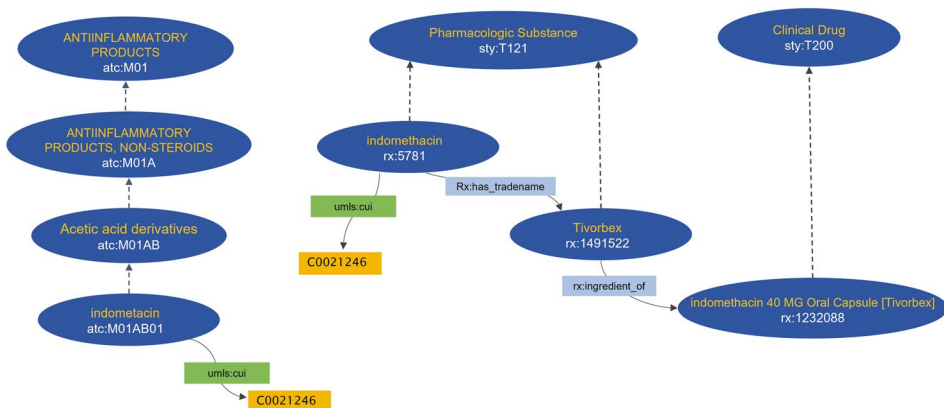 ANTIINFLAMMATORY
PRODUCTS
atc:M01
ANTIINFLAMMATORY
PRODUCTS, NON-STEROIDS
atc:M01A
Acetic acid derivatives
atc:M01AB
indometacin
atc:M01AB01
umls:cui
C0021246
Pharmacologic Substance
sty:T121
indomethacin
rx:5781
umls:cui
C0021246
Rx:has_tradename
Tivorbex
rx:1491522
rx:ingredient_of
Clinical Drug
sty:T200
indomethacin 40 MG Oral Capsule [Tivorbex]
rx:1232088